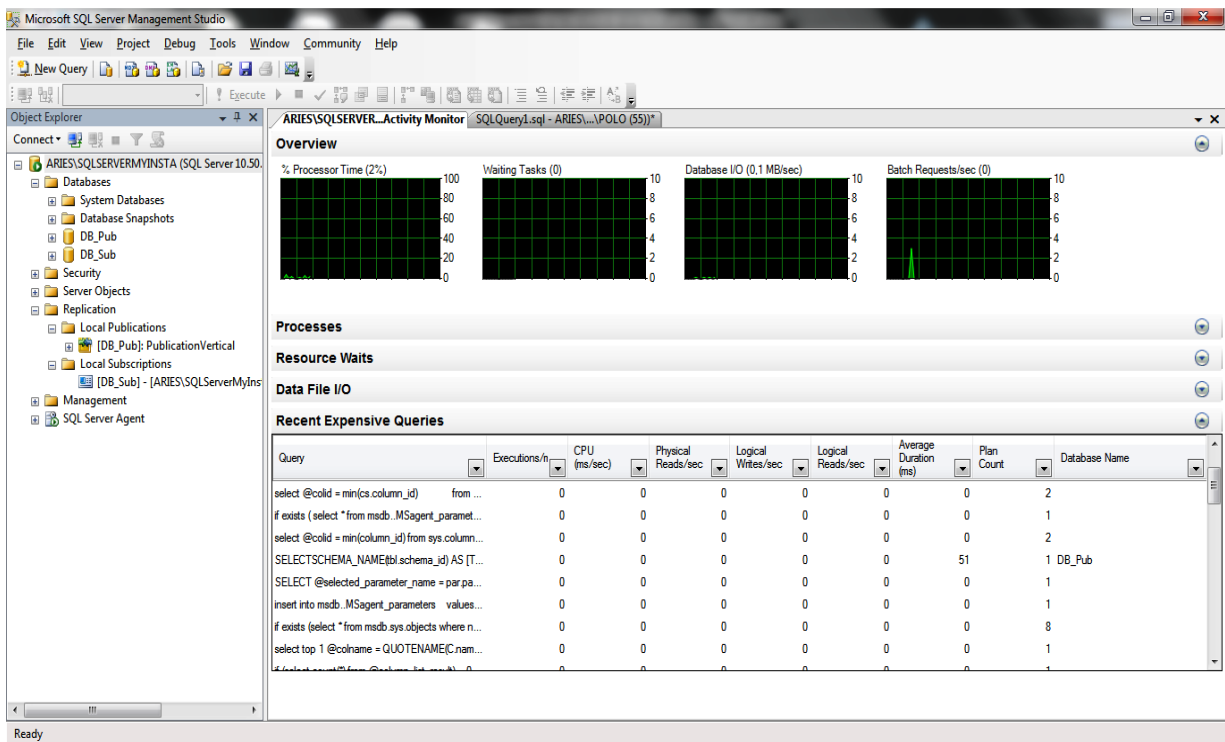 Microsoft SQL Server Management Studio
File Edit View Project Debug Tools Window Community Help
New Query
Execute
Object Explorer
ARIES\SQLSERVER...Activity Monitor SQLQuery1.sql - ARIES\...\POLO (55))*
Connect
Overview
ARIES\SQLSERVERMYINSTA (SQL Server 10.50.
Databases
System Databases
Database Snapshots
DB_Pub
DB_Sub
Security
Server Objects
Replication
Local Publications
[DB_Pub]: PublicationVertical
Local Subscriptions
[DB_Sub] - [ARIES\SQLServerMyIns
Management
SQL Server Agent
% Processor Time (2%)
100
80
60
40
20
0
Waiting Tasks (0)
10
8
6
4
2
0
Database I/O (0,1 MB/sec)
10
8
6
4
2
0
Batch Requests/sec (0)
10
8
6
4
2
0
Processes
Resource Waits
Data File I/O
Recent Expensive Queries
Query Executions/n CPU (ms/sec) Physical Reads/sec Logical Writes/sec Logical Reads/sec Average Duration (ms) Plan Count Database Name
select @colid = min(cs.column_id) from ... 0 0 0 0 0 0 2
if exists ( select * from msdb..MSagent_paramet... 0 0 0 0 0 0 1
select @colid = min(column_id) from sys.column... 0 0 0 0 0 0 2
SELECTSCHEMA_NAME(tbl.schema_id) AS [T... 0 0 0 0 0 51 1 DB_Pub
SELECT @selected_parameter_name = par.pa... 0 0 0 0 0 0 1
insert into msdb..MSagent_parameters values... 0 0 0 0 0 0 1
if exists (select * from msdb.sys.objects where n... 0 0 0 0 0 0 8
select top 1 @colname = QUOTENAME(C.nam... 0 0 0 0 0 0 1
Ready